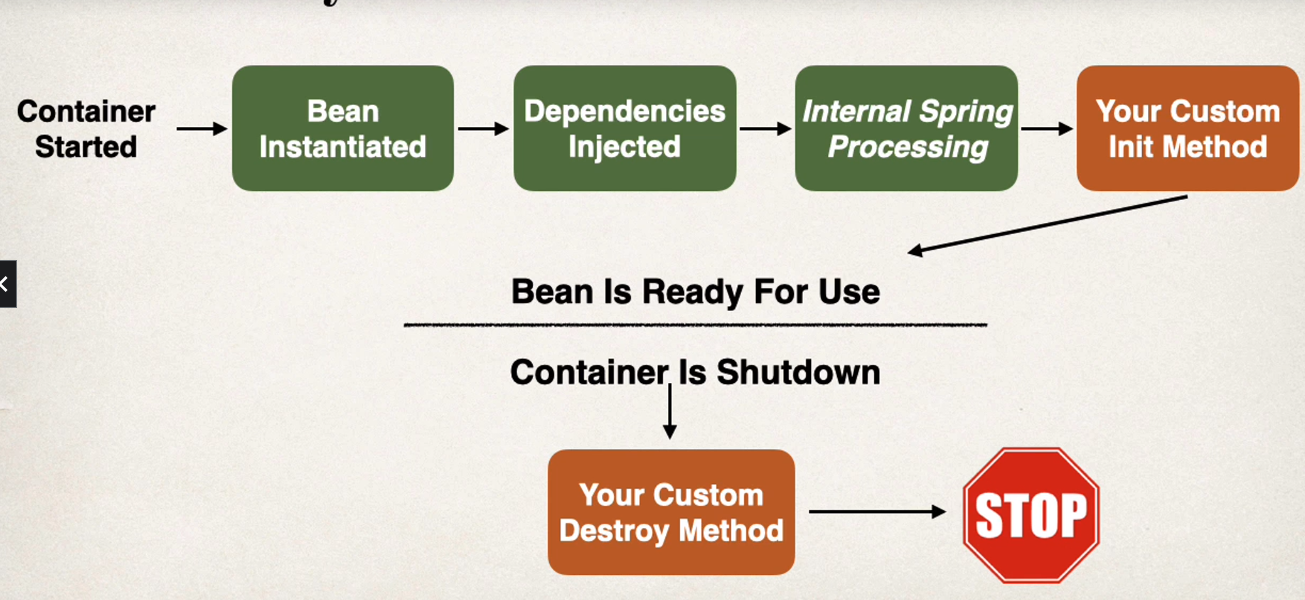 Container
Started
Bean
Instantiated
Dependencies
Injected
Internal Spring
Processing
Your Custom
Init Method
Bean Is Ready For Use
Container Is Shutdown
Your Custom
Destroy Method
STOP